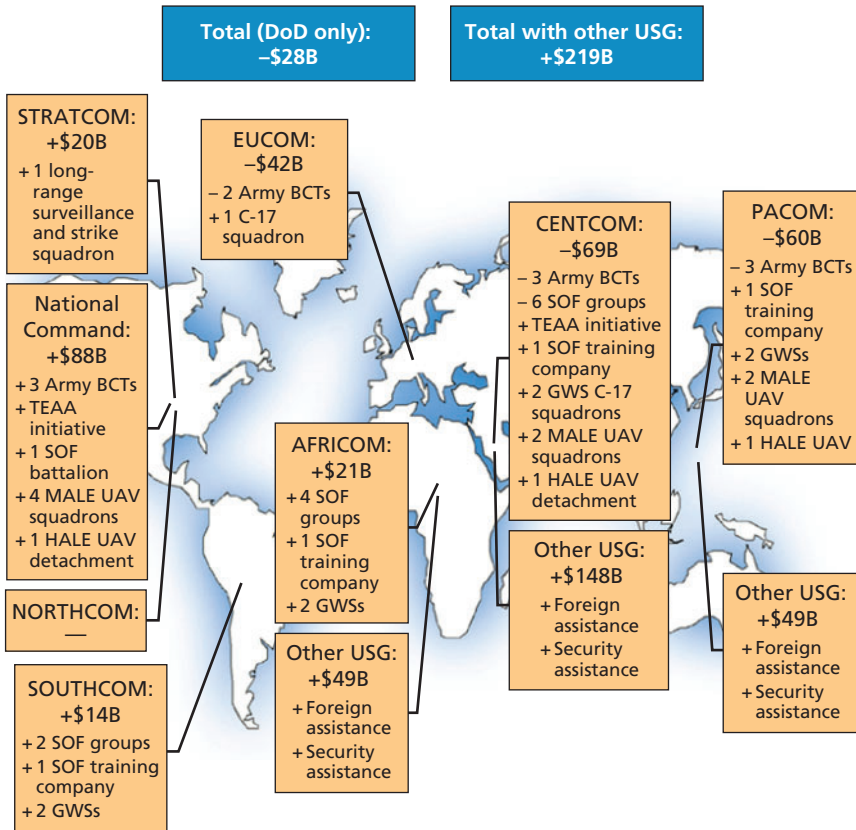 Total (DoD only):
–$28B
Total with other USG:
+$219B
STRATCOM:
+$20B
+ 1 long-
range
surveillance
and strike
squadron
National
Command:
+$88B
+ 3 Army BCTs
+ TEAA
initiative
+ 1 SOF
battalion
+ 4 MALE UAV
squadrons
+ 1 HALE UAV
detachment
NORTHCOM:
—
SOUTHCOM:
+$14B
+ 2 SOF groups
+ 1 SOF training
company
+ 2 GWSs
EUCOM:
–$42B
– 2 Army BCTs
+ 1 C-17
squadron
AFRICOM:
+$21B
+ 4 SOF
groups
+ 1 SOF
training
company
+ 2 GWSs
Other USG:
+$49B
+ Foreign
assistance
+ Security
assistance
CENTCOM:
–$69B
– 3 Army BCTs
– 6 SOF groups
+ TEAA initiative
+ 1 SOF training
company
+ 2 GWS C-17
squadrons
+ 2 MALE UAV
squadrons
+ 1 HALE UAV
detachment
Other USG:
+$148B
+ Foreign
assistance
+ Security
assistance
PACOM:
–$60B
– 3 Army BCTs
+ 1 SOF
training
company
+ 2 GWSs
+ 2 MALE
UAV
squadrons
+ 1 HALE UAV
Other USG:
+$49B
+ Foreign
assistance
+ Security
assistance